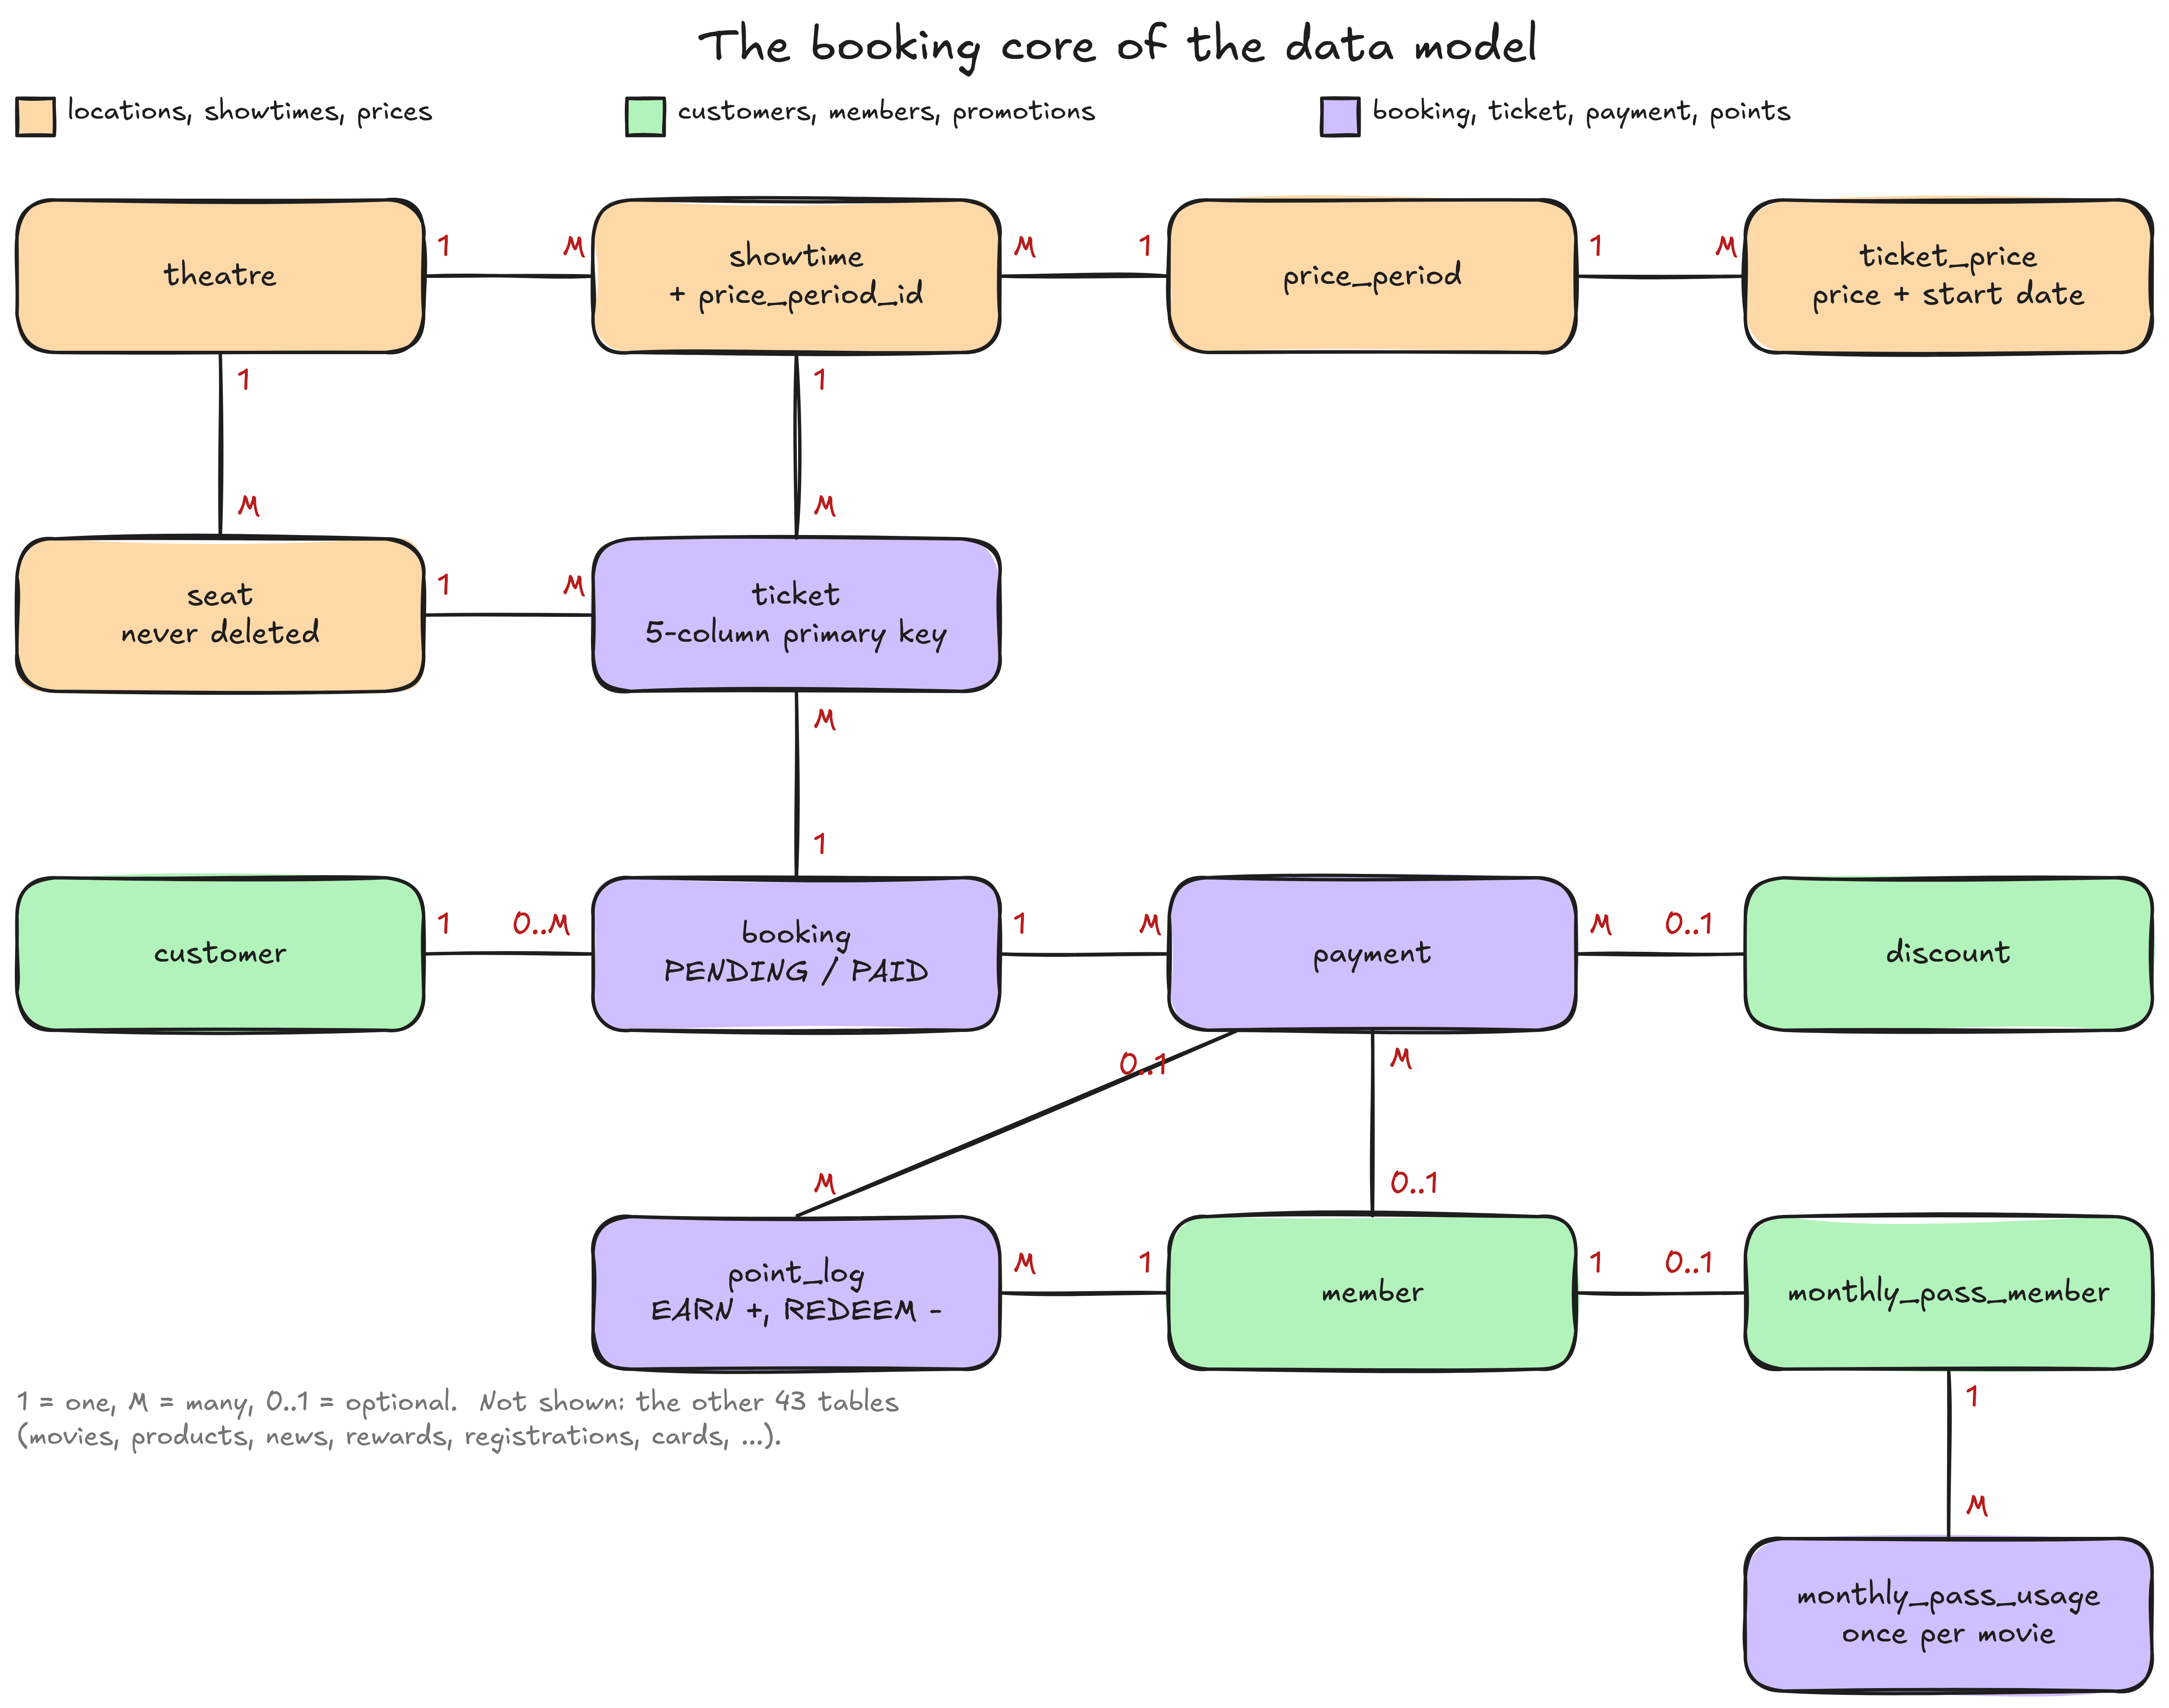 The booking core of the data model
locations, showtimes, prices
customers, members, promotions
booking, ticket, payment, points
theatre
1
M
showtime
+ price_period_id
M
1
price_period
1
M
ticket_price
price + start date
1
M
1
M
seat
never deleted
1
M
ticket
5-column primary key
M
1
customer
1
0..M
booking
PENDING / PAID
1
M
payment
M
0..1
discount
0..1
M
M
0..1
point_log
EARN +, REDEEM -
M
1
member
1
0..1
monthly_pass_member
1 = one, M = many, 0..1 = optional.  Not shown: the other 43 tables
(movies, products, news, rewards, registrations, cards, ...).
1
M
monthly_pass_usage
once per movie